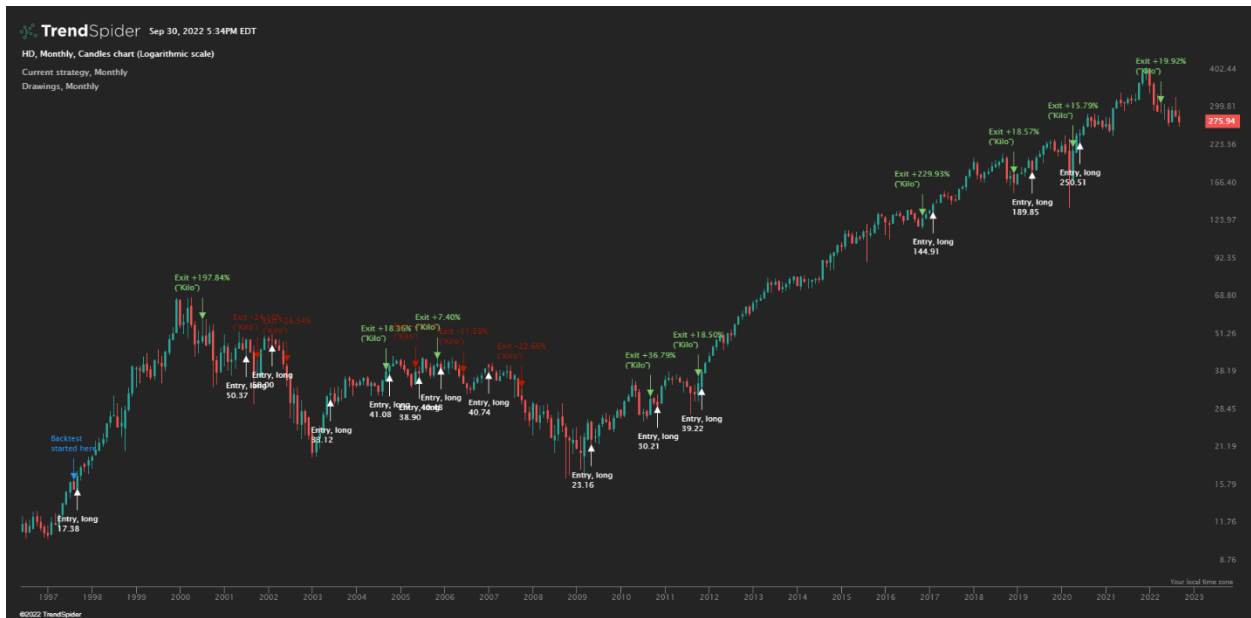 TrendSpider Sep 30, 2022 5:34PM EDT
HD, Monthly, Candles chart (Logarithmic scale)
Current strategy, Monthly
Drawings, Monthly
Exit +19.92%
("Kilo")
402.44
Exit +15.79%
("Kilo")
299.81
275.94
Exit +18.57%
("Kilo")
223.36
Entry, long
250.51
Exit +229.93%
("Kilo")
166.40
Entry, long
189.85
123.97
Entry, long
144.91
92.35
Exit +197.84%
("Kilo")
68.80
("Kilo")
Exit -26.54%
("Kilo")
Exit +18.36%
("Kilo")
Exit +7.40%
("Kilo")
Exit -22.66%
("Kilo")
Exit +18.50%
("Kilo")
51.26
Exit +36.79%
("Kilo")
38.19
Entry, long
50.37
Entry, long
Entry, long
41.08
38.90
Entry, long
Entry, long
40.74
Entry, long
39.22
28.45
Entry, long
33.12
Entry, long
30.21
Backtest
started here
21.19
Entry, long
23.16
15.79
Entry, long
17.38
11.76
8.76
Your local time zone
1997 1998 1999 2000 2001 2002 2003 2004 2005 2006 2007 2008 2009 2010 2011 2012 2013 2014 2015 2016 2017 2018 2019 2020 2021 2022 2023
©2022 TrendSpider